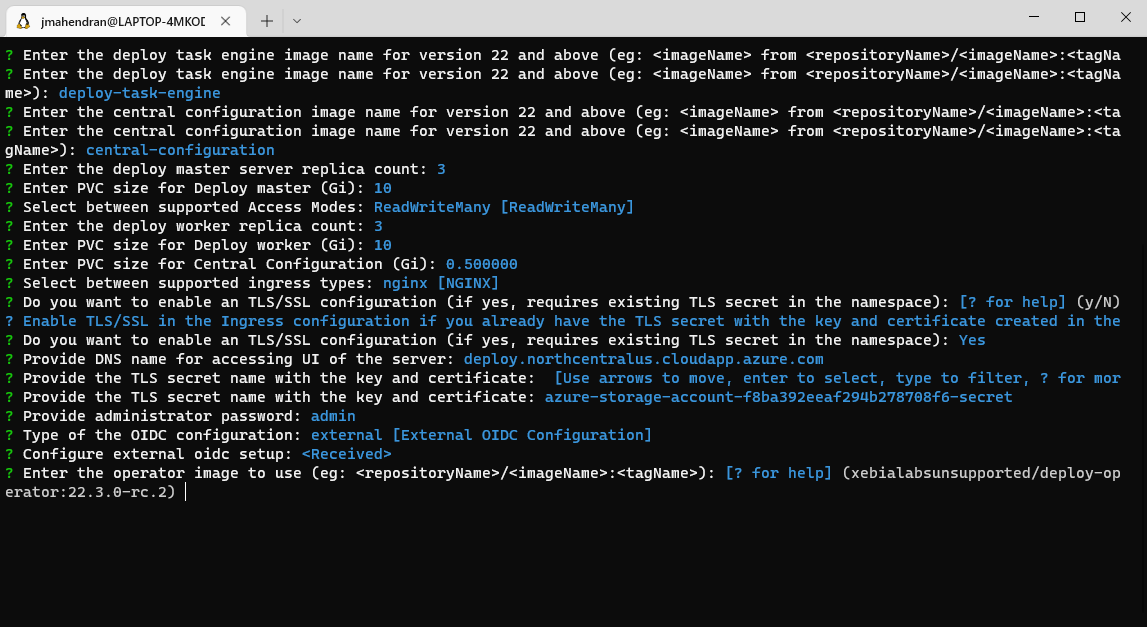 jmahendran@LAPTOP-4MKOD
? Enter the deploy task engine image name for version 22 and above (eg: <imageName> from <repositoryName>/<imageName>:<tagNa
? Enter the deploy task engine image name for version 22 and above (eg: <imageName> from <repositoryName>/<imageName>:<tagNa
me>): deploy-task-engine
? Enter the central configuration image name for version 22 and above (eg: <imageName> from <repositoryName>/<imageName>:<ta
? Enter the central configuration image name for version 22 and above (eg: <imageName> from <repositoryName>/<imageName>:<ta
gName>): central-configuration
? Enter the deploy master server replica count: 3
? Enter PVC size for Deploy master (Gi): 10
? Select between supported Access Modes: ReadWriteMany [ReadWriteMany]
? Enter the deploy worker replica count: 3
? Enter PVC size for Deploy worker (Gi): 10
? Enter PVC size for Central Configuration (Gi): 0.500000
? Select between supported ingress types: nginx [NGINX]
? Do you want to enable an TLS/SSL configuration (if yes, requires existing TLS secret in the namespace): [? for help] (y/N)
? Enable TLS/SSL in the Ingress configuration if you already have the TLS secret with the key and certificate created in the
? Do you want to enable an TLS/SSL configuration (if yes, requires existing TLS secret in the namespace): Yes
? Provide DNS name for accessing UI of the server: deploy.northcentralus.cloudapp.azure.com
? Provide the TLS secret name with the key and certificate:  [Use arrows to move, enter to select, type to filter, ? for mor
? Provide the TLS secret name with the key and certificate: azure-storage-account-f8ba392eeaf294b278708f6-secret
? Provide administrator password: admin
? Type of the OIDC configuration: external [External OIDC Configuration]
? Configure external oidc setup: <Received>
? Enter the operator image to use (eg: <repositoryName>/<imageName>:<tagName>): [? for help] (xebialabsunsupported/deploy-op
erator:22.3.0-rc.2)